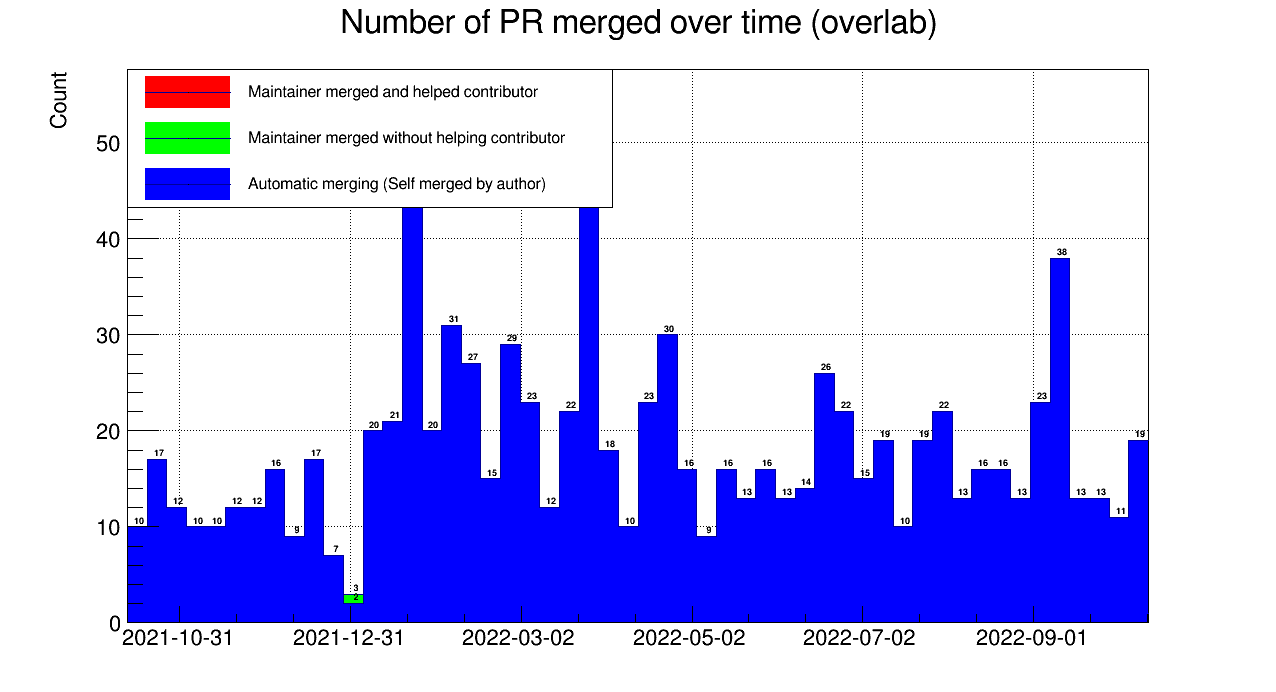 Number of PR merged over time (overlab)
Count
Maintainer merged and helped contributor
Maintainer merged without helping contributor
Automatic merging (Self merged by author)
50
40
30
20
10
0
10 17 12 10 10 12 12 16 9 17 7 3 2 20 21 20 31 27 15 29 23 12 22 18 10 23 30 16 9 16 13 16 13 14 26 22 15 19 10 19 22 13 16 16 13 23 38 13 13 11 19
2021-10-31 2021-12-31 2022-03-02 2022-05-02 2022-07-02 2022-09-01